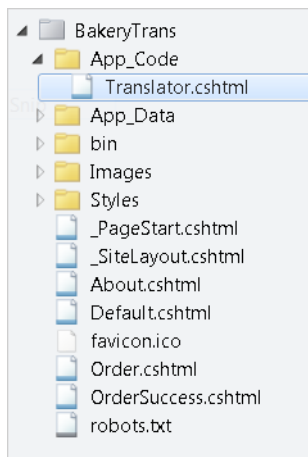 BakeryTrans
App_Code
Translator.cshtml
App_Data
bin
Images
Styles
_PageStart.cshtml
_SiteLayout.cshtml
About.cshtml
Default.cshtml
favicon.ico
Order.cshtml
OrderSuccess.cshtml
robots.txt